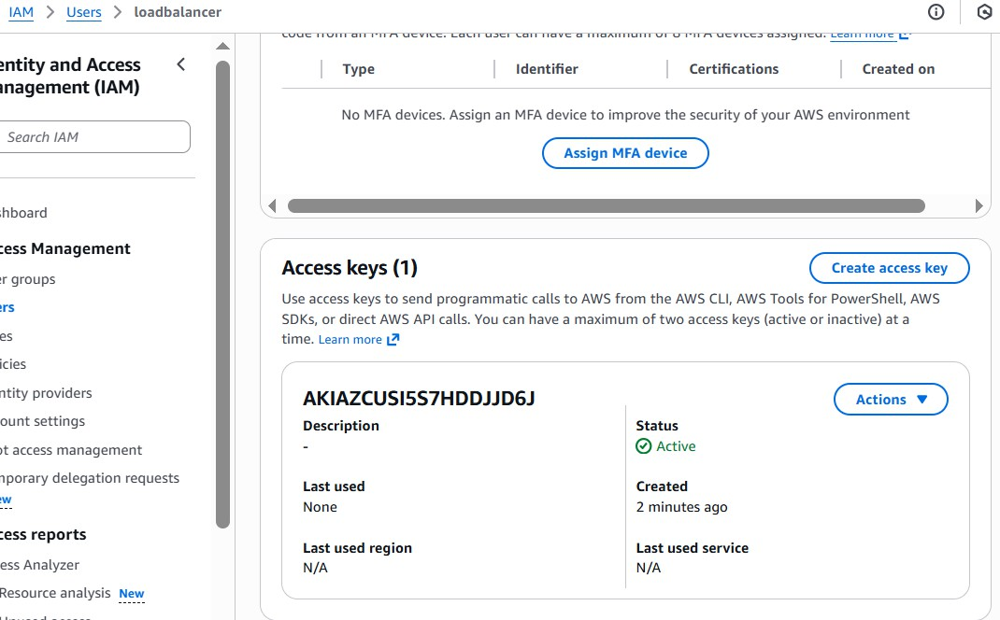 IAM > Users > loadbalancer
code from an MFA device. Each user can have a maximum of 8 MFA devices assigned. Learn more
entity and Access
anagement (IAM)
Search IAM
shboard
cess Management
er groups
ers
es
icies
ntity providers
ount settings
ot access management
mporary delegation requests
ew
cess reports
ess Analyzer
Resource analysis New
Unused access
Type Identifier Certifications Created on
No MFA devices. Assign an MFA device to improve the security of your AWS environment
Assign MFA device
Access keys (1)
Create access key
Use access keys to send programmatic calls to AWS from the AWS CLI, AWS Tools for PowerShell, AWS
SDKs, or direct AWS API calls. You can have a maximum of two access keys (active or inactive) at a
time. Learn more
AKIAZCUSI5S7HDDJJD6J
Actions
Description
-
Status
Active
Last used
None
Created
2 minutes ago
Last used region
N/A
Last used service
N/A